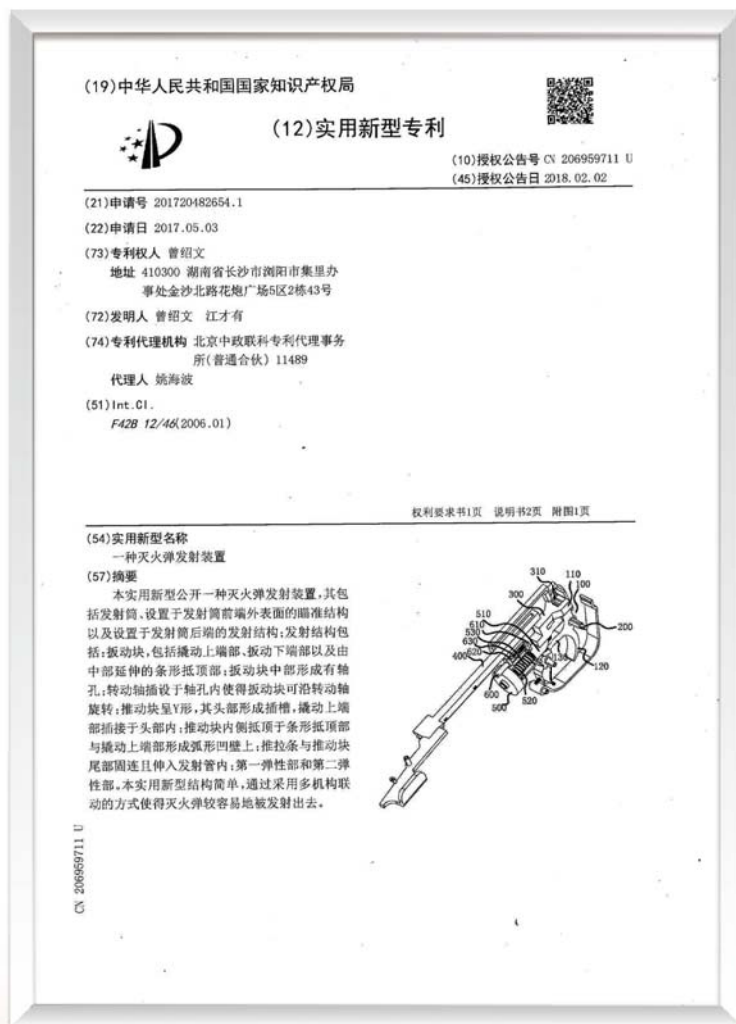 (19)中华人民共和国国家知识产权局
(12)实用新型专利
(10)授权公告号 CN 206959711 U
(45)授权公告日 2018.02.02
(21)申请号 201720482654.1
(22)申请日 2017.05.03
(73)专利权人 曾绍文
地址 410300 湖南省长沙市浏阳市集里办
事处金沙北路花炮广场5区2栋43号
(72)发明人 曾绍文 江才有
(74)专利代理机构 北京中政联科专利代理事务
所(普通合伙) 11489
代理人 姚海波
(51)Int.Cl.
F42B 12/46(2006.01)
权利要求书1页 说明书2页 附图1页
(54)实用新型名称
一种灭火弹发射装置
(57)摘要
本实用新型公开一种灭火弹发射装置,其包
括发射筒、设置于发射筒前端外表面的瞄准结构
以及设置于发射筒后端的发射结构;发射结构包
括:扳动块,包括撬动上端部、扳动下端部以及由
中部延伸的条形抵顶部;扳动块中部形成有轴
孔;转动轴插设于轴孔内使得扳动块可沿转动轴
旋转;推动块呈Y形,其头部形成插槽,撬动上端
部插接于头部内;推动块内侧抵顶于条形抵顶部
与撬动上端部形成弧形凹壁上;推拉条与推动块
尾部固连且伸入发射管内;第一弹性部和第二弹
性部。本实用新型结构简单,通过采用多机构联
动的方式使得灭火弹较容易地被发射出去。
310
110
100
300
510
610
530
630
620
400
200
130
120
600
520
500
CN 206959711 U